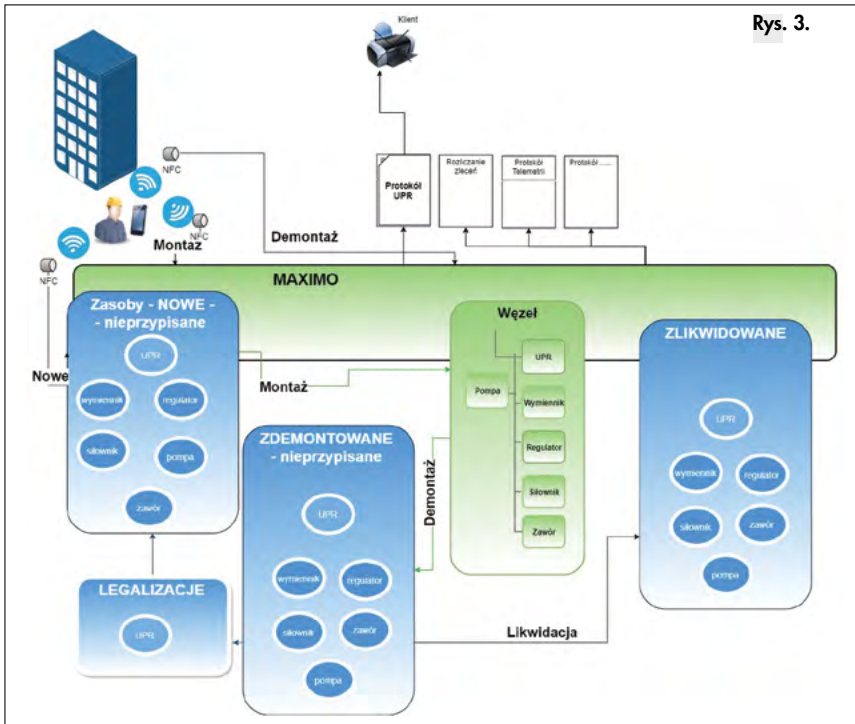 Rys. 3.
Klient
NFC
NFC
NFC
Protokół
UPR
Rozliczanie
zleceń
Protokół
Telemetrii
Protokół ......
Montaż
Demontaż
MAXIMO
Zasoby - NOWE -
- nieprzypisane
UPR
wymiennik
regulator
siłownik
pompa
zawór
Nowe
Montaż
Węzeł
UPR
Pompa
Wymiennik
Regulator
Siłownik
Zawór
ZLIKWIDOWANE
UPR
wymiennik
regulator
siłownik
zawór
pompa
ZDEMONTOWANE
- nieprzypisane
UPR
wymiennik
regulator
siłownik
zawór
pompa
Demontaż
LEGALIZACJE
UPR
Likwidacja